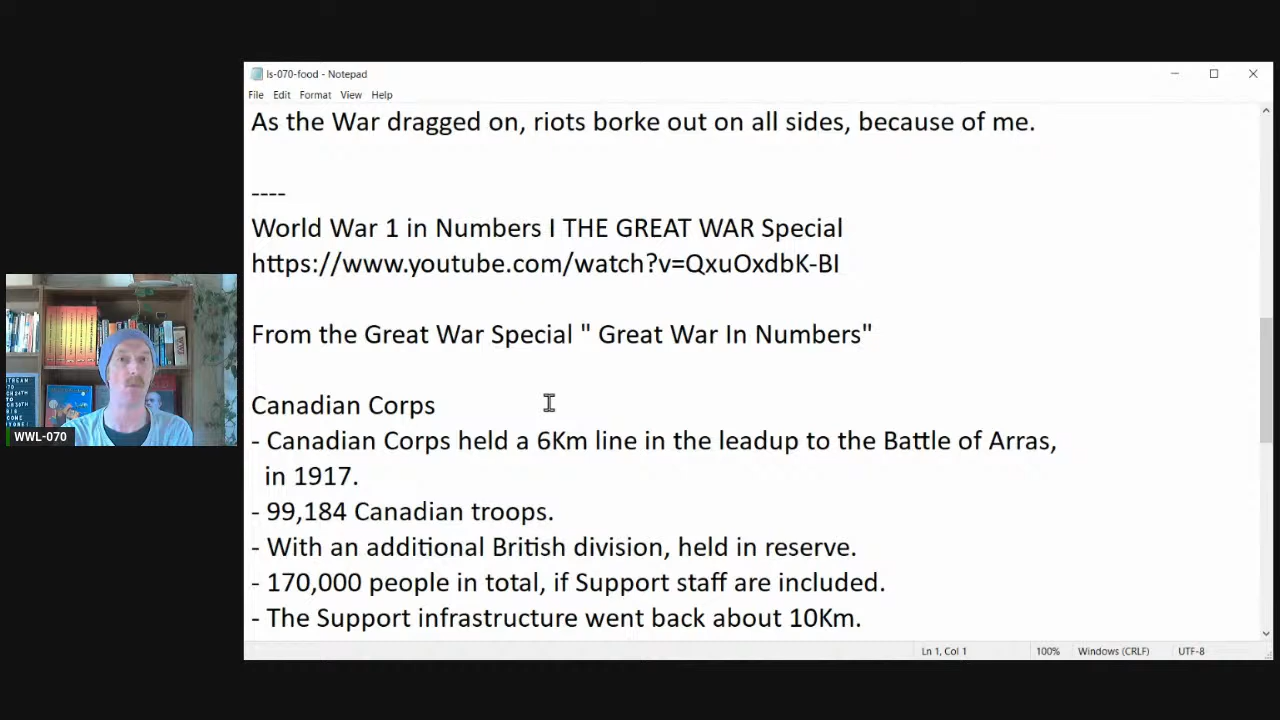 ls-070-food - Notepad
File Edit Format View Help
As the War dragged on, riots borke out on all sides, because of me.
----
World War 1 in Numbers I THE GREAT WAR Special
https://www.youtube.com/watch?v=QxuOxdbK-BI
From the Great War Special " Great War In Numbers"
Canadian Corps
- Canadian Corps held a 6Km line in the leadup to the Battle of Arras,
in 1917.
- 99,184 Canadian troops.
- With an additional British division, held in reserve.
- 170,000 people in total, if Support staff are included.
- The Support infrastructure went back about 10Km.
Ln 1, Col 1 100% Windows (CRLF) UTF-8
WWL-070